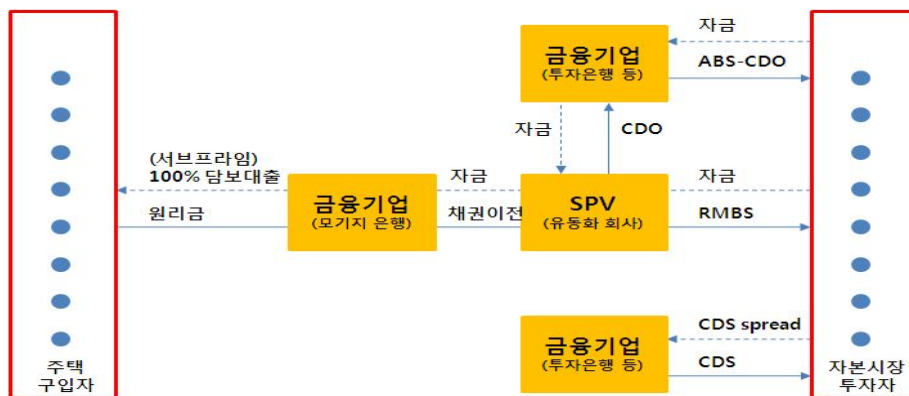 자금
금융기업
(투자은행 등)
ABS-CDO
자금
CDO
(서브프라임)
100% 담보대출
자금
자금
금융기업
(모기지 은행)
SPV
(유동화 회사)
원리금
채권이전
RMBS
CDS spread
금융기업
(투자은행 등)
CDS
주택
구입자
자본시장
투자자